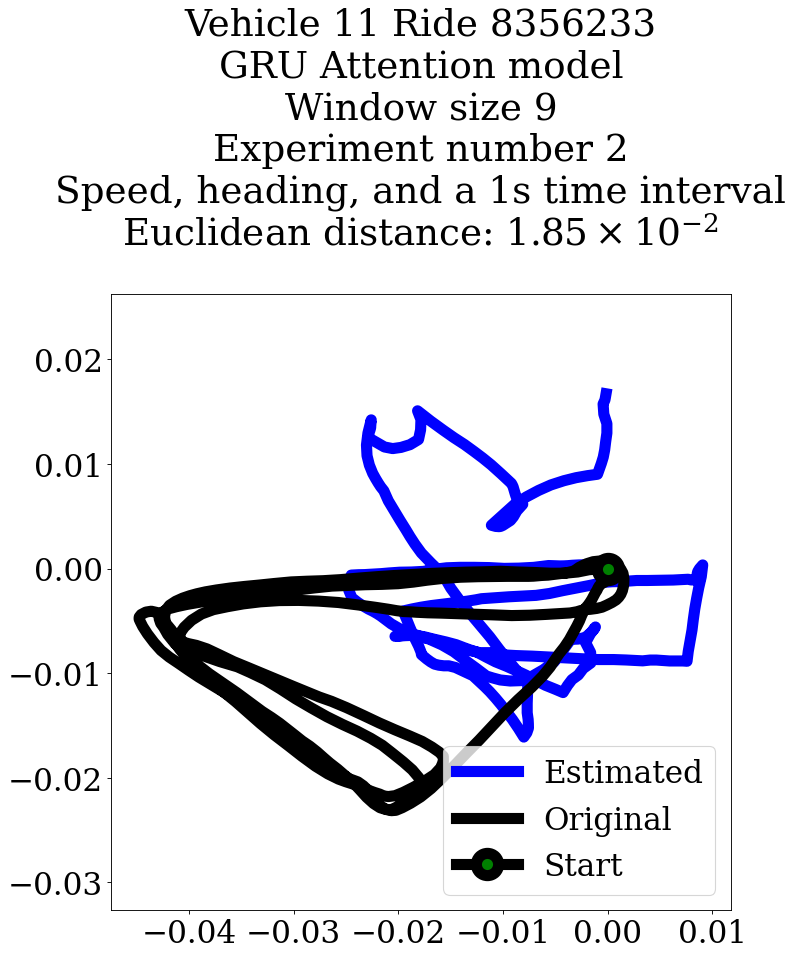 Vehicle 11 Ride 8356233
GRU Attention model
Window size 9
Experiment number 2
Speed, heading, and a 1s time interval
Euclidean distance: 1.85 × 10⁻²
0.02
0.01
0.00
−0.01
−0.02
−0.03
Estimated
Original
Start
−0.04 −0.03 −0.02 −0.01 0.00 0.01